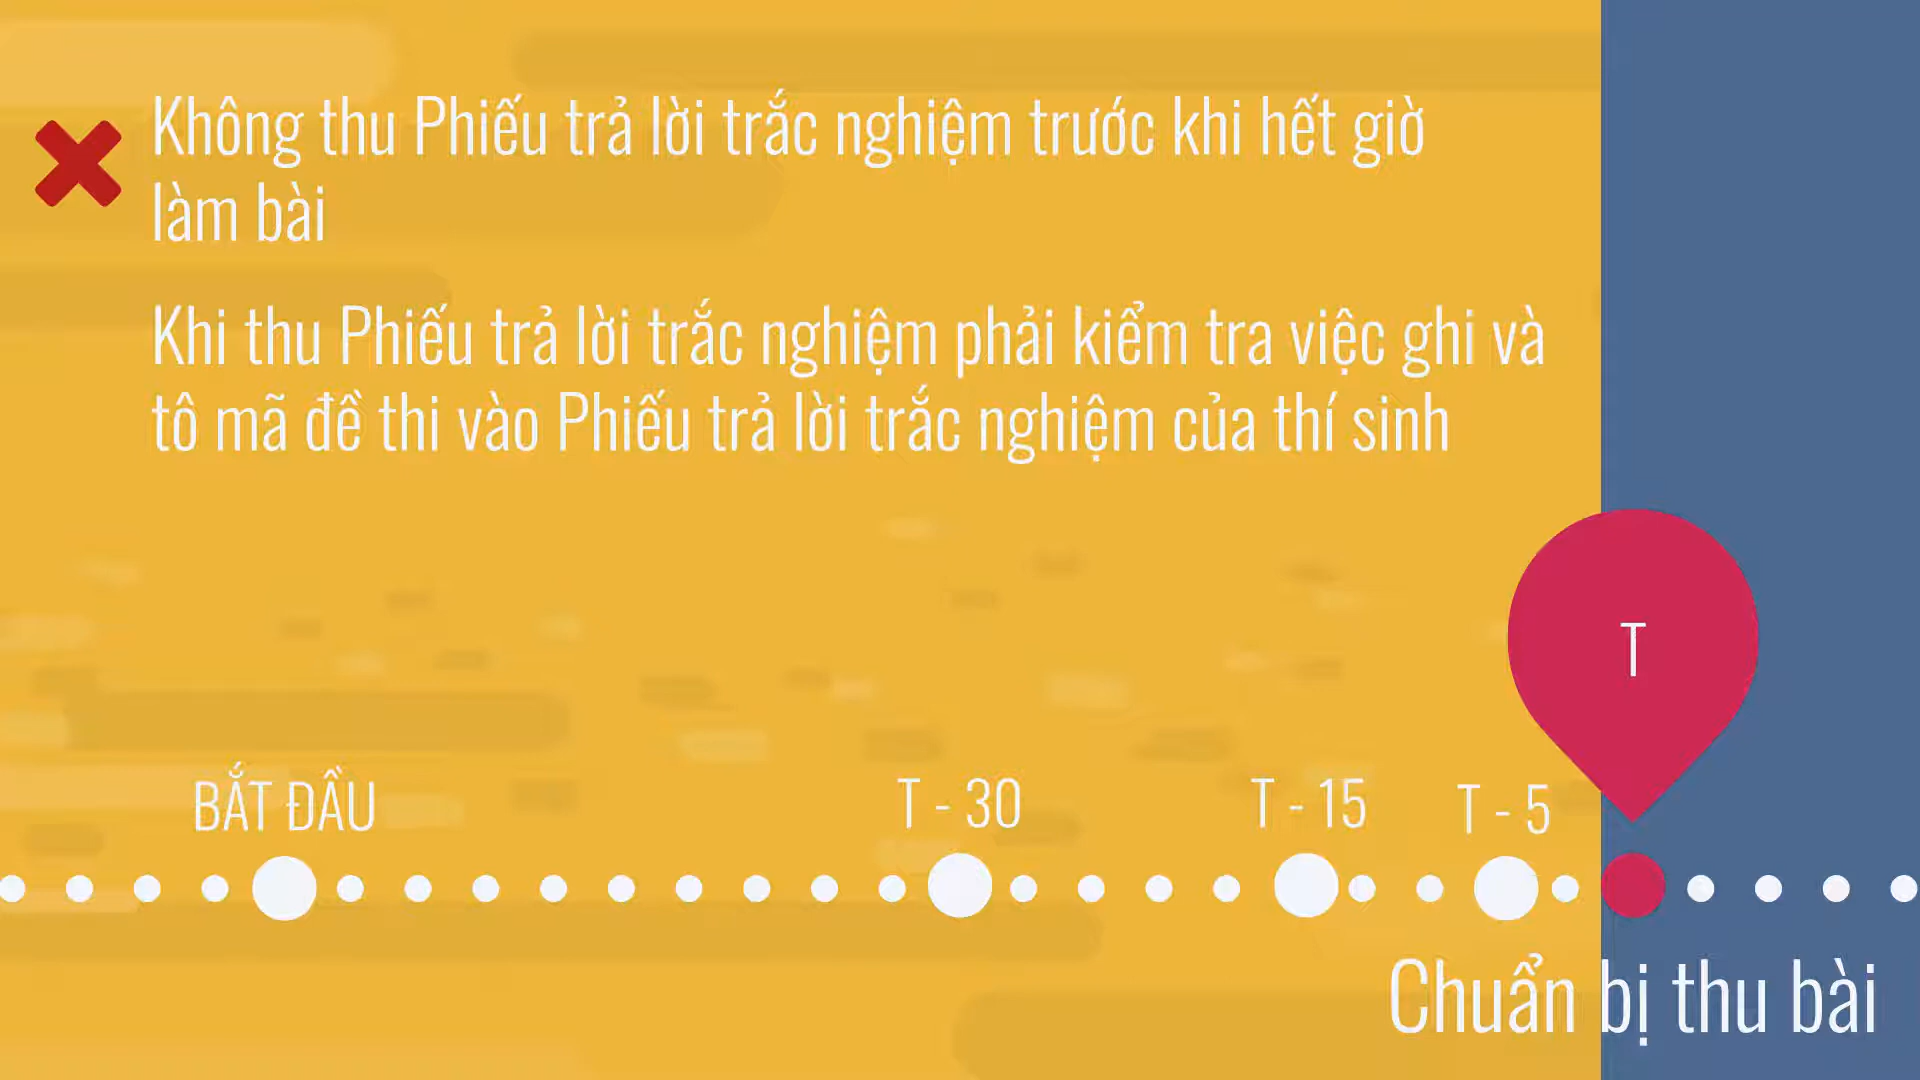 Không thu Phiếu trả lời trắc nghiệm trước khi hết giờ
làm bài
Khi thu Phiếu trả lời trắc nghiệm phải kiểm tra việc ghi và
tô mã đề thi vào Phiếu trả lời trắc nghiệm của thí sinh
T
BẮT ĐẦU
T - 30
T - 15
T - 5
Chuẩn bị thu bài